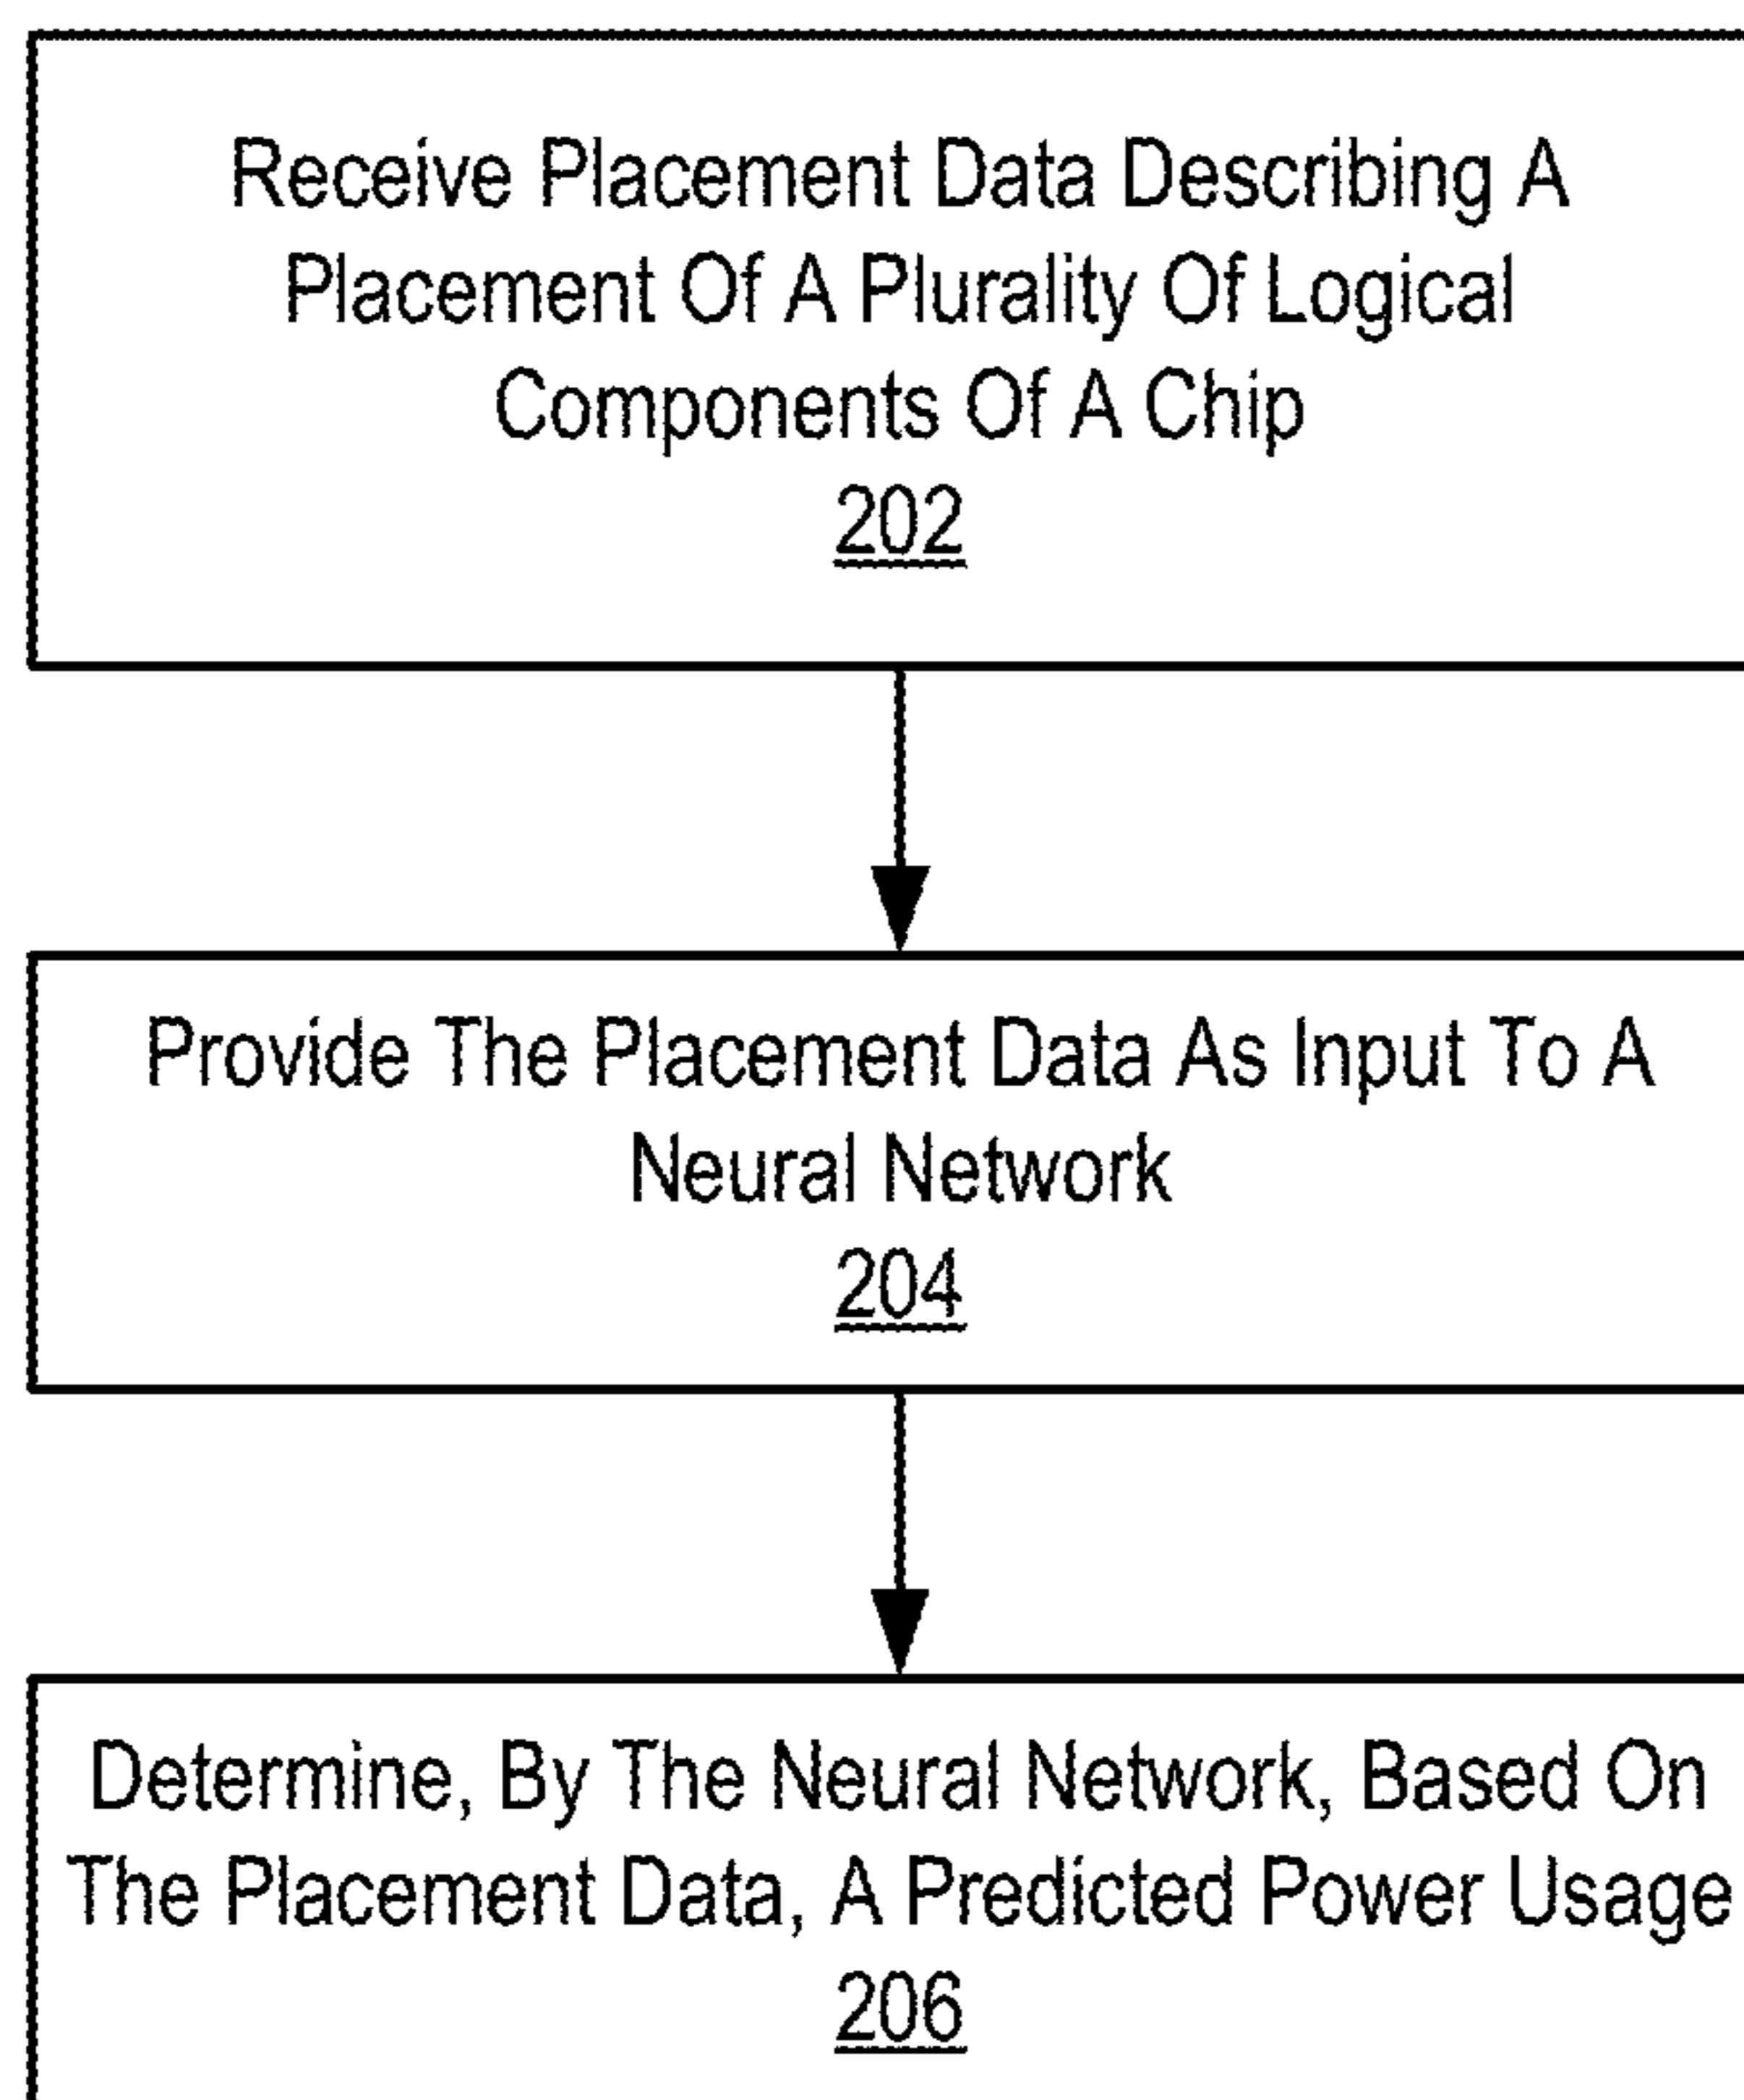 Receive Placement Data Describing A
Placement Of A Plurality Of Logical
Components Of A Chip
202
Provide The Placement Data As Input To A
Neural Network
204
Determine, By The Neural Network, Based On
The Placement Data, A Predicted Power Usage
206